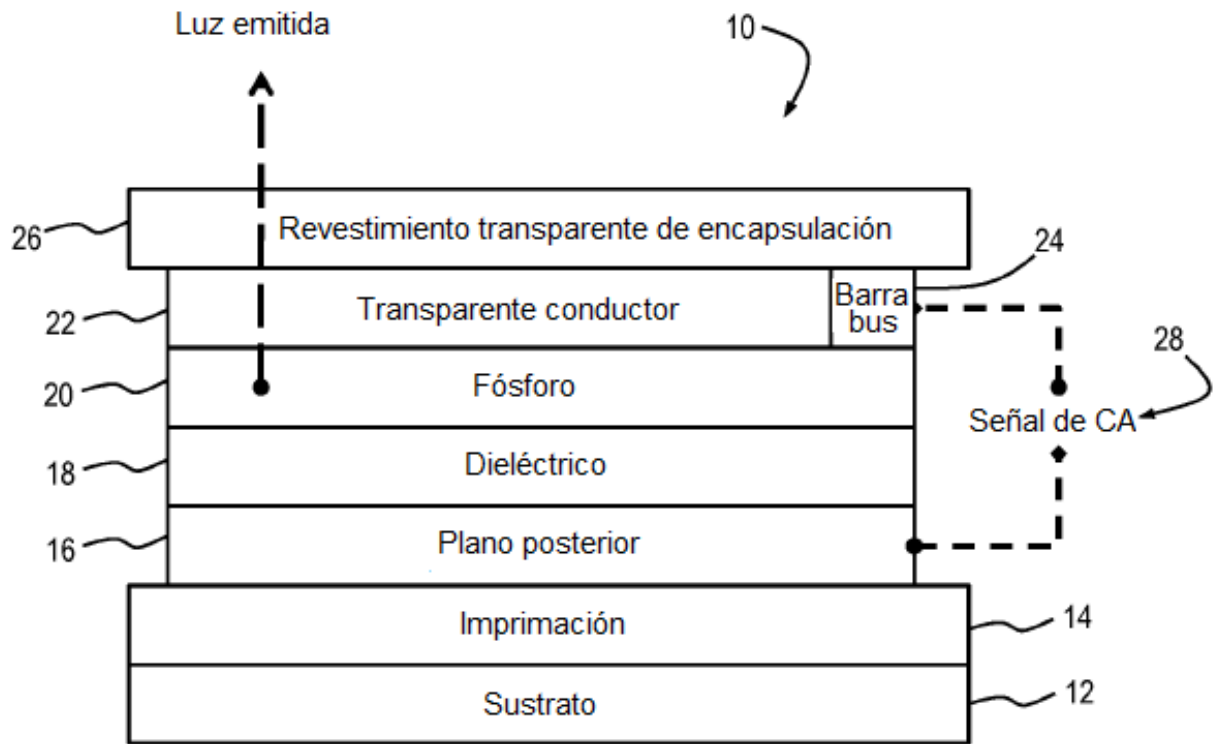 Luz emitida
10
26
Revestimiento transparente de encapsulación
24
22
Transparente conductor
Barra
bus
28
20
Fósforo
Señal de CA
18
Dieléctrico
16
Plano posterior
Imprimación
14
Sustrato
12